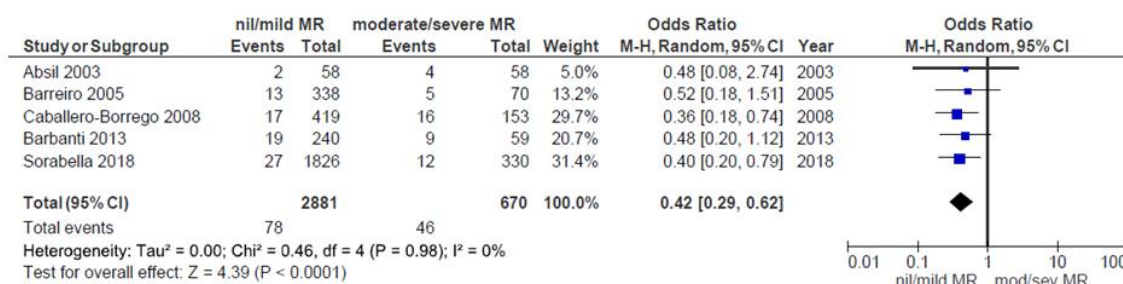 nil/mild MR moderate/severe MR Odds Ratio Odds Ratio
Study or Subgroup Events Total Events Total Weight M-H, Random, 95% CI Year M-H, Random, 95% CI
Absil 2003 2 58 4 58 5.0% 0.48 [0.08, 2.74] 2003
Barreiro 2005 13 338 5 70 13.2% 0.52 [0.18, 1.51] 2005
Caballero-Borrego 2008 17 419 16 153 29.7% 0.36 [0.18, 0.74] 2008
Barbanti 2013 19 240 9 59 20.7% 0.48 [0.20, 1.12] 2013
Sorabella 2018 27 1826 12 330 31.4% 0.40 [0.20, 0.79] 2018
Total (95% CI) 2881 670 100.0% 0.42 [0.29, 0.62]
Total events 78 46
Heterogeneity: Tau² = 0.00; Chi² = 0.46, df = 4 (P = 0.98); I² = 0%
Test for overall effect: Z = 4.39 (P < 0.0001)
0.01 0.1 1 10 100
nil/mild MR mod/sev MR